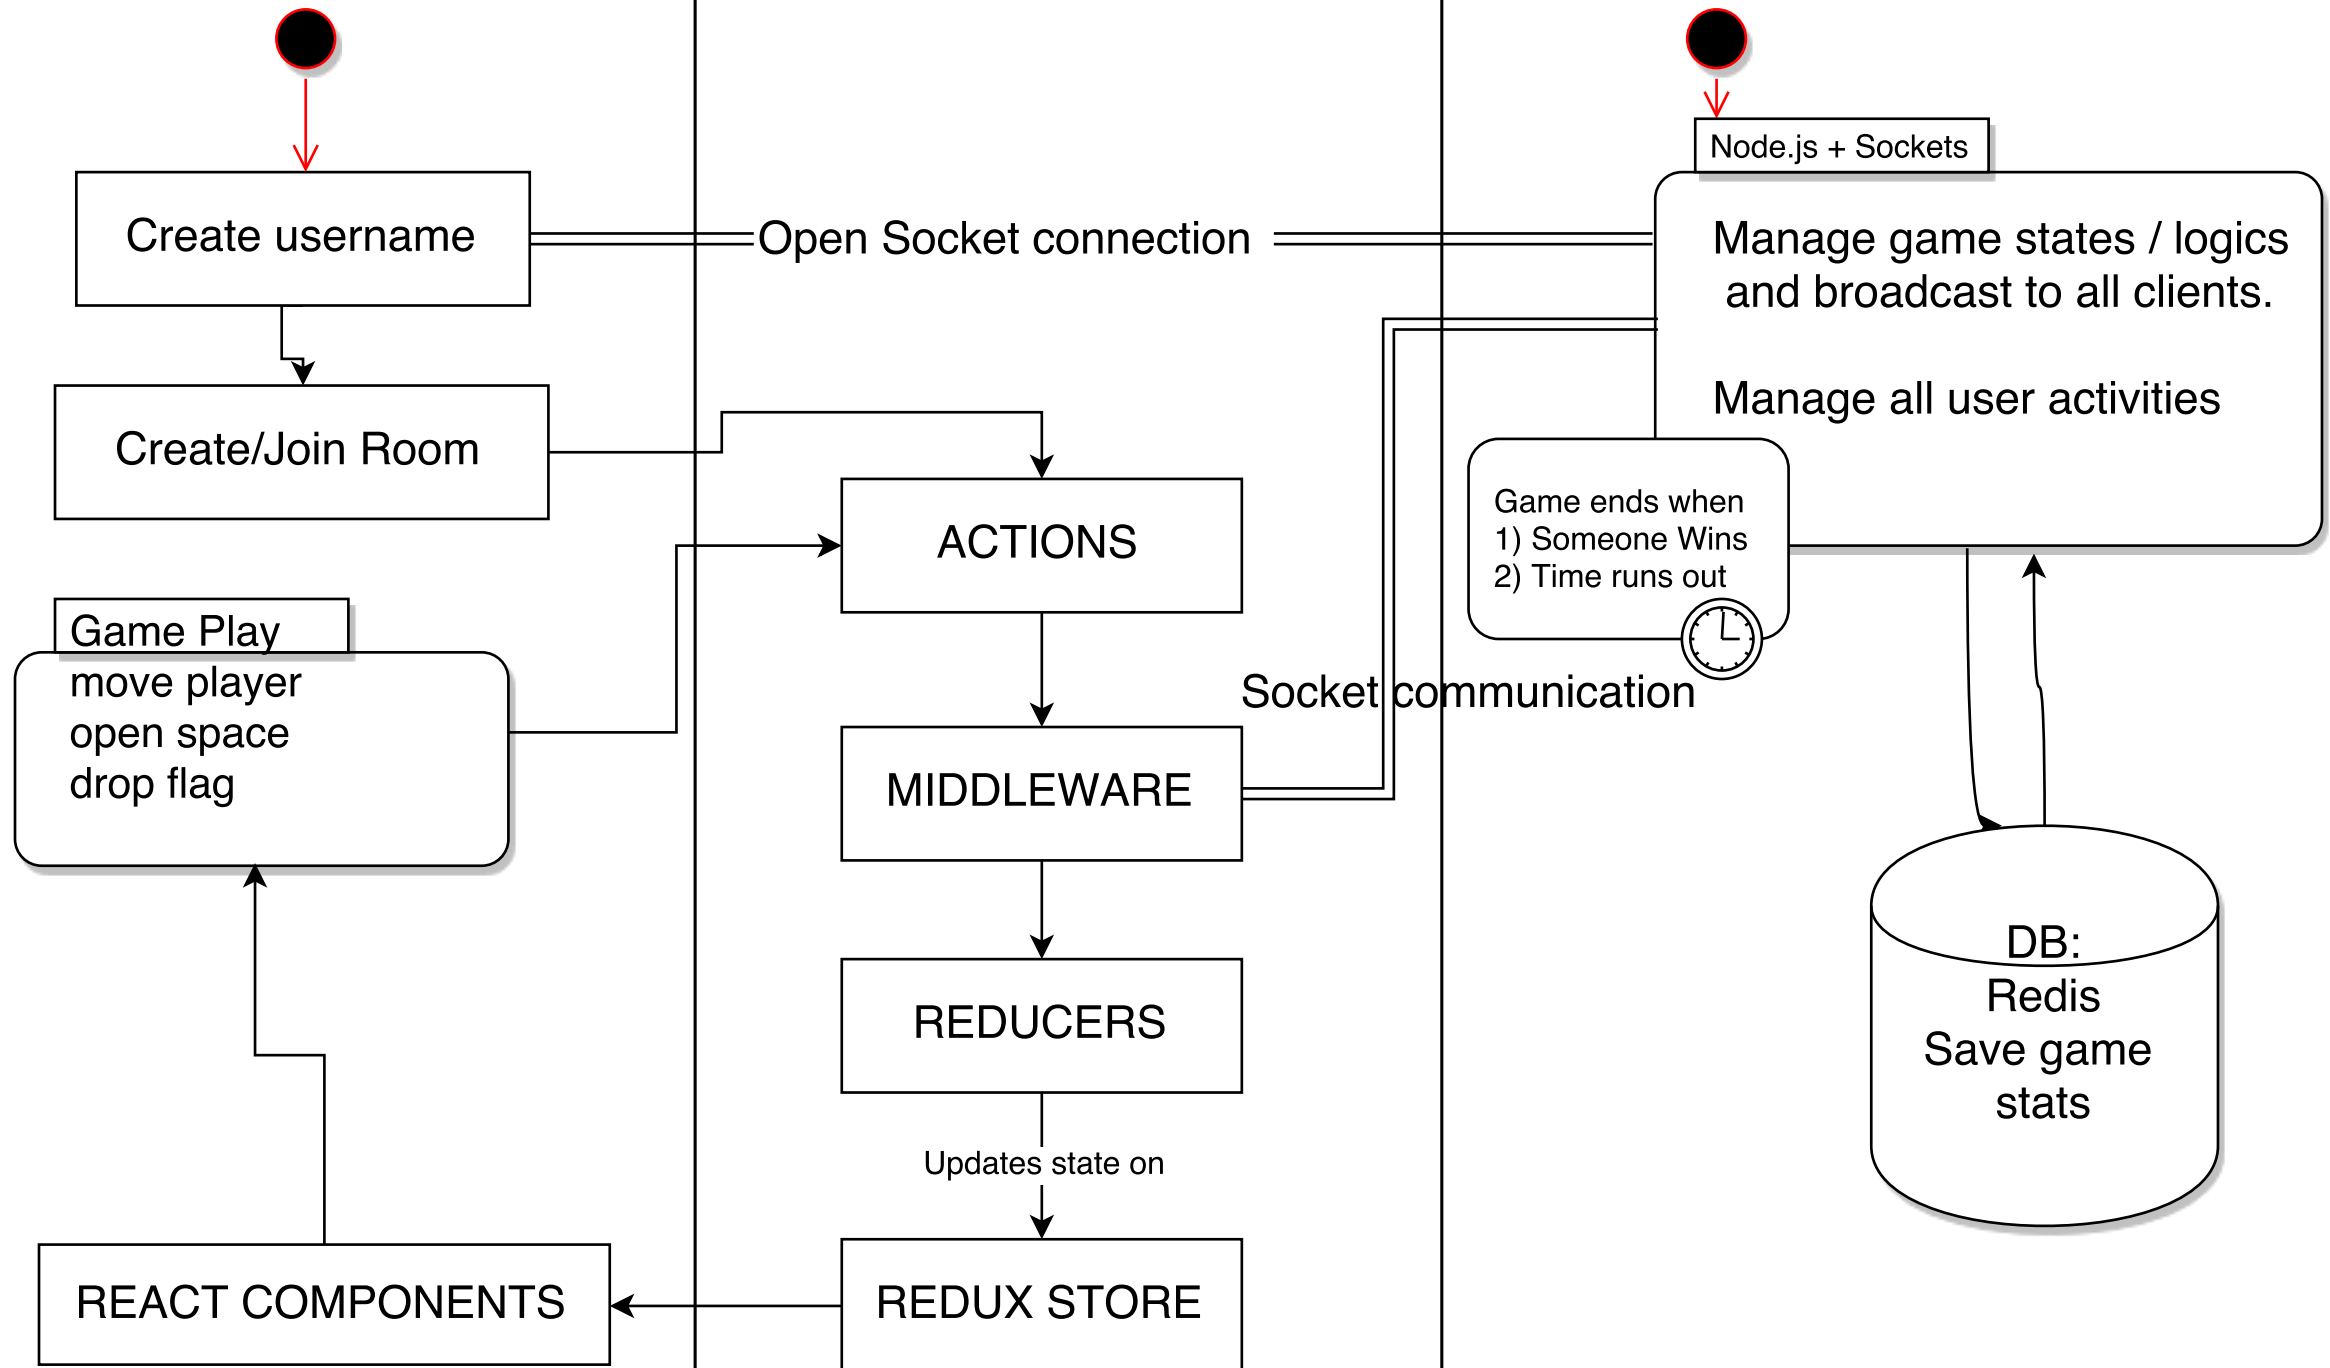 Node.js + Sockets
Create username
Open Socket connection
Manage game states / logics
and broadcast to all clients.
Manage all user activities
Create/Join Room
ACTIONS
Game ends when
1) Someone Wins
2) Time runs out
Game Play
move player
open space
drop flag
Socket communication
MIDDLEWARE
DB:
Redis
Save game
stats
REDUCERS
Updates state on
REACT COMPONENTS
REDUX STORE